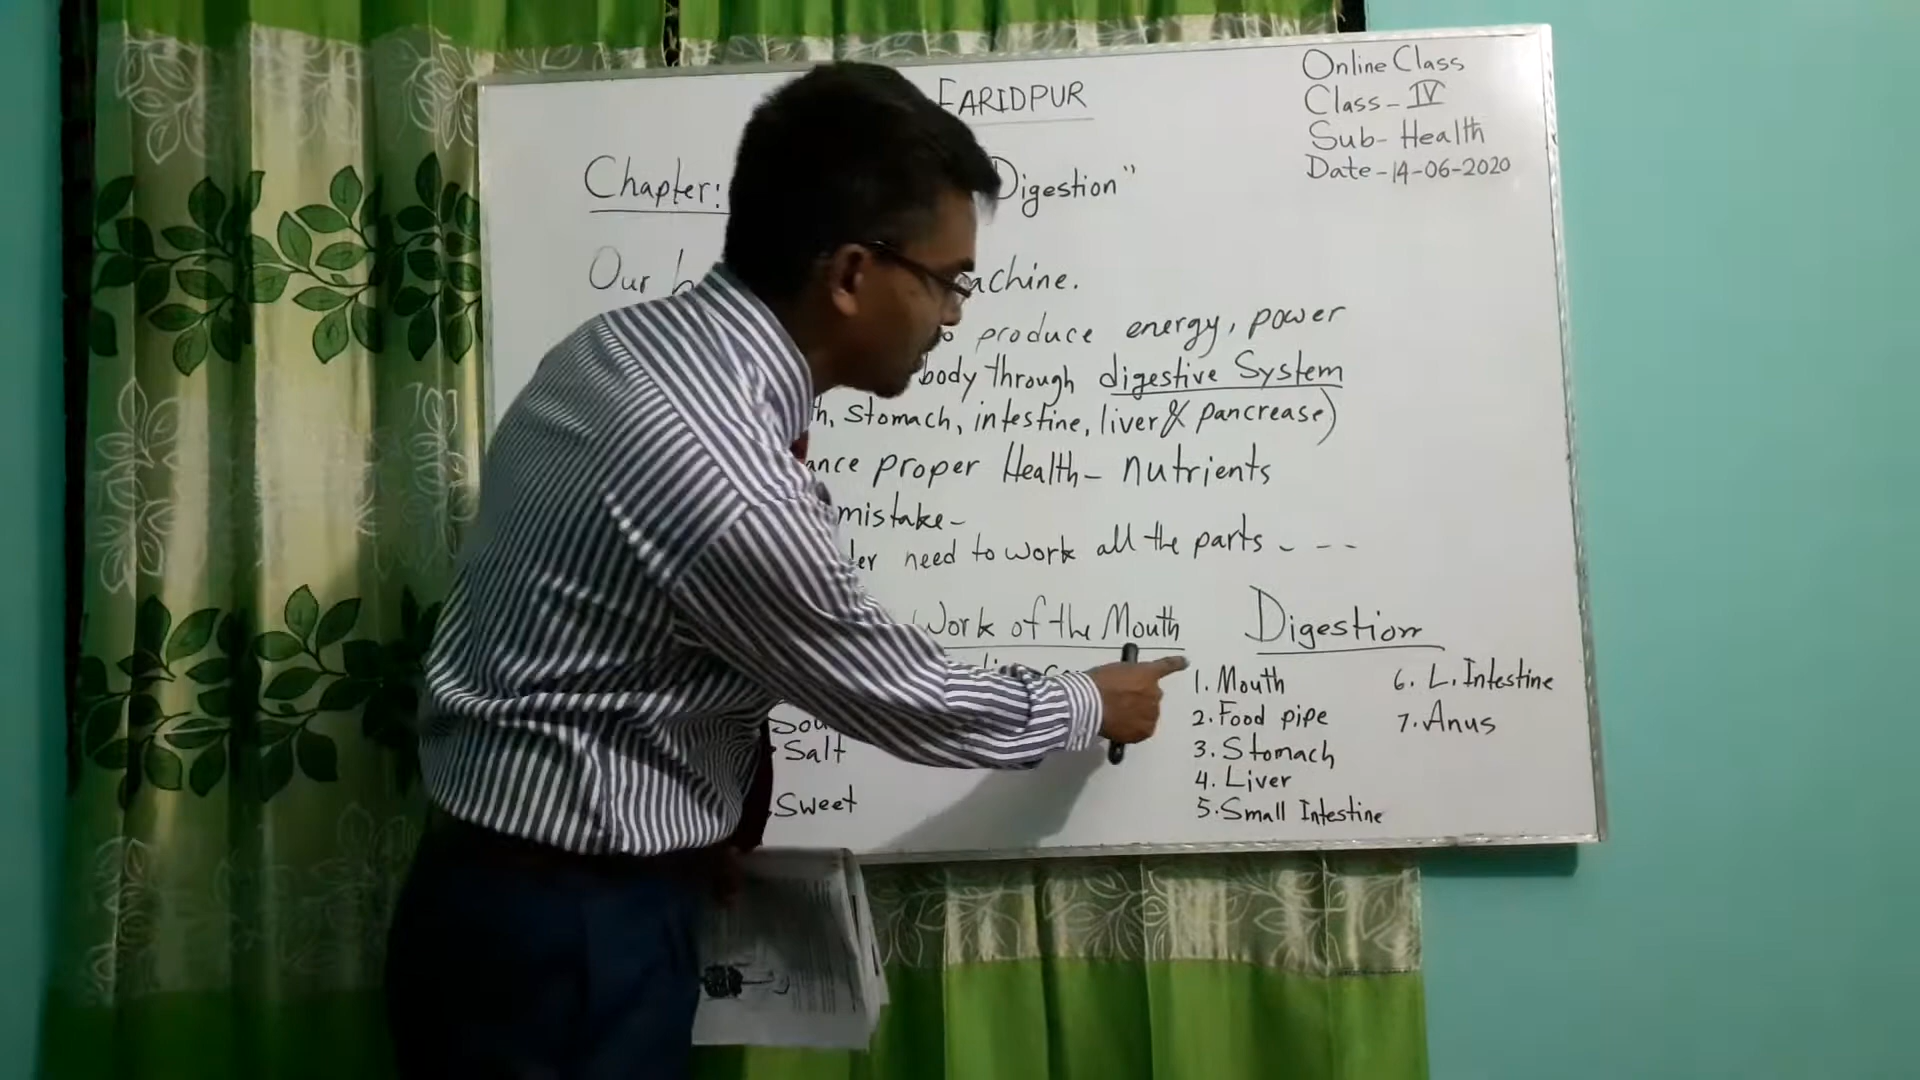 FARIDPUR
Online Class
Class - IV
Sub - Health
Date - 14-06-2020
Chapter: Digestion"
Our achine.
produce energy, power
body through digestive System
h, Stomach, intestine, liver & pancrease)
ance proper Health - nutrients
mistake -
er need to work all the parts - - -
Work of the Mouth
Salt
Sweet
Digestion
1. Mouth
2. Food pipe
3. Stomach
4. Liver
5. Small Intestine
6. L. Intestine
7. Anus